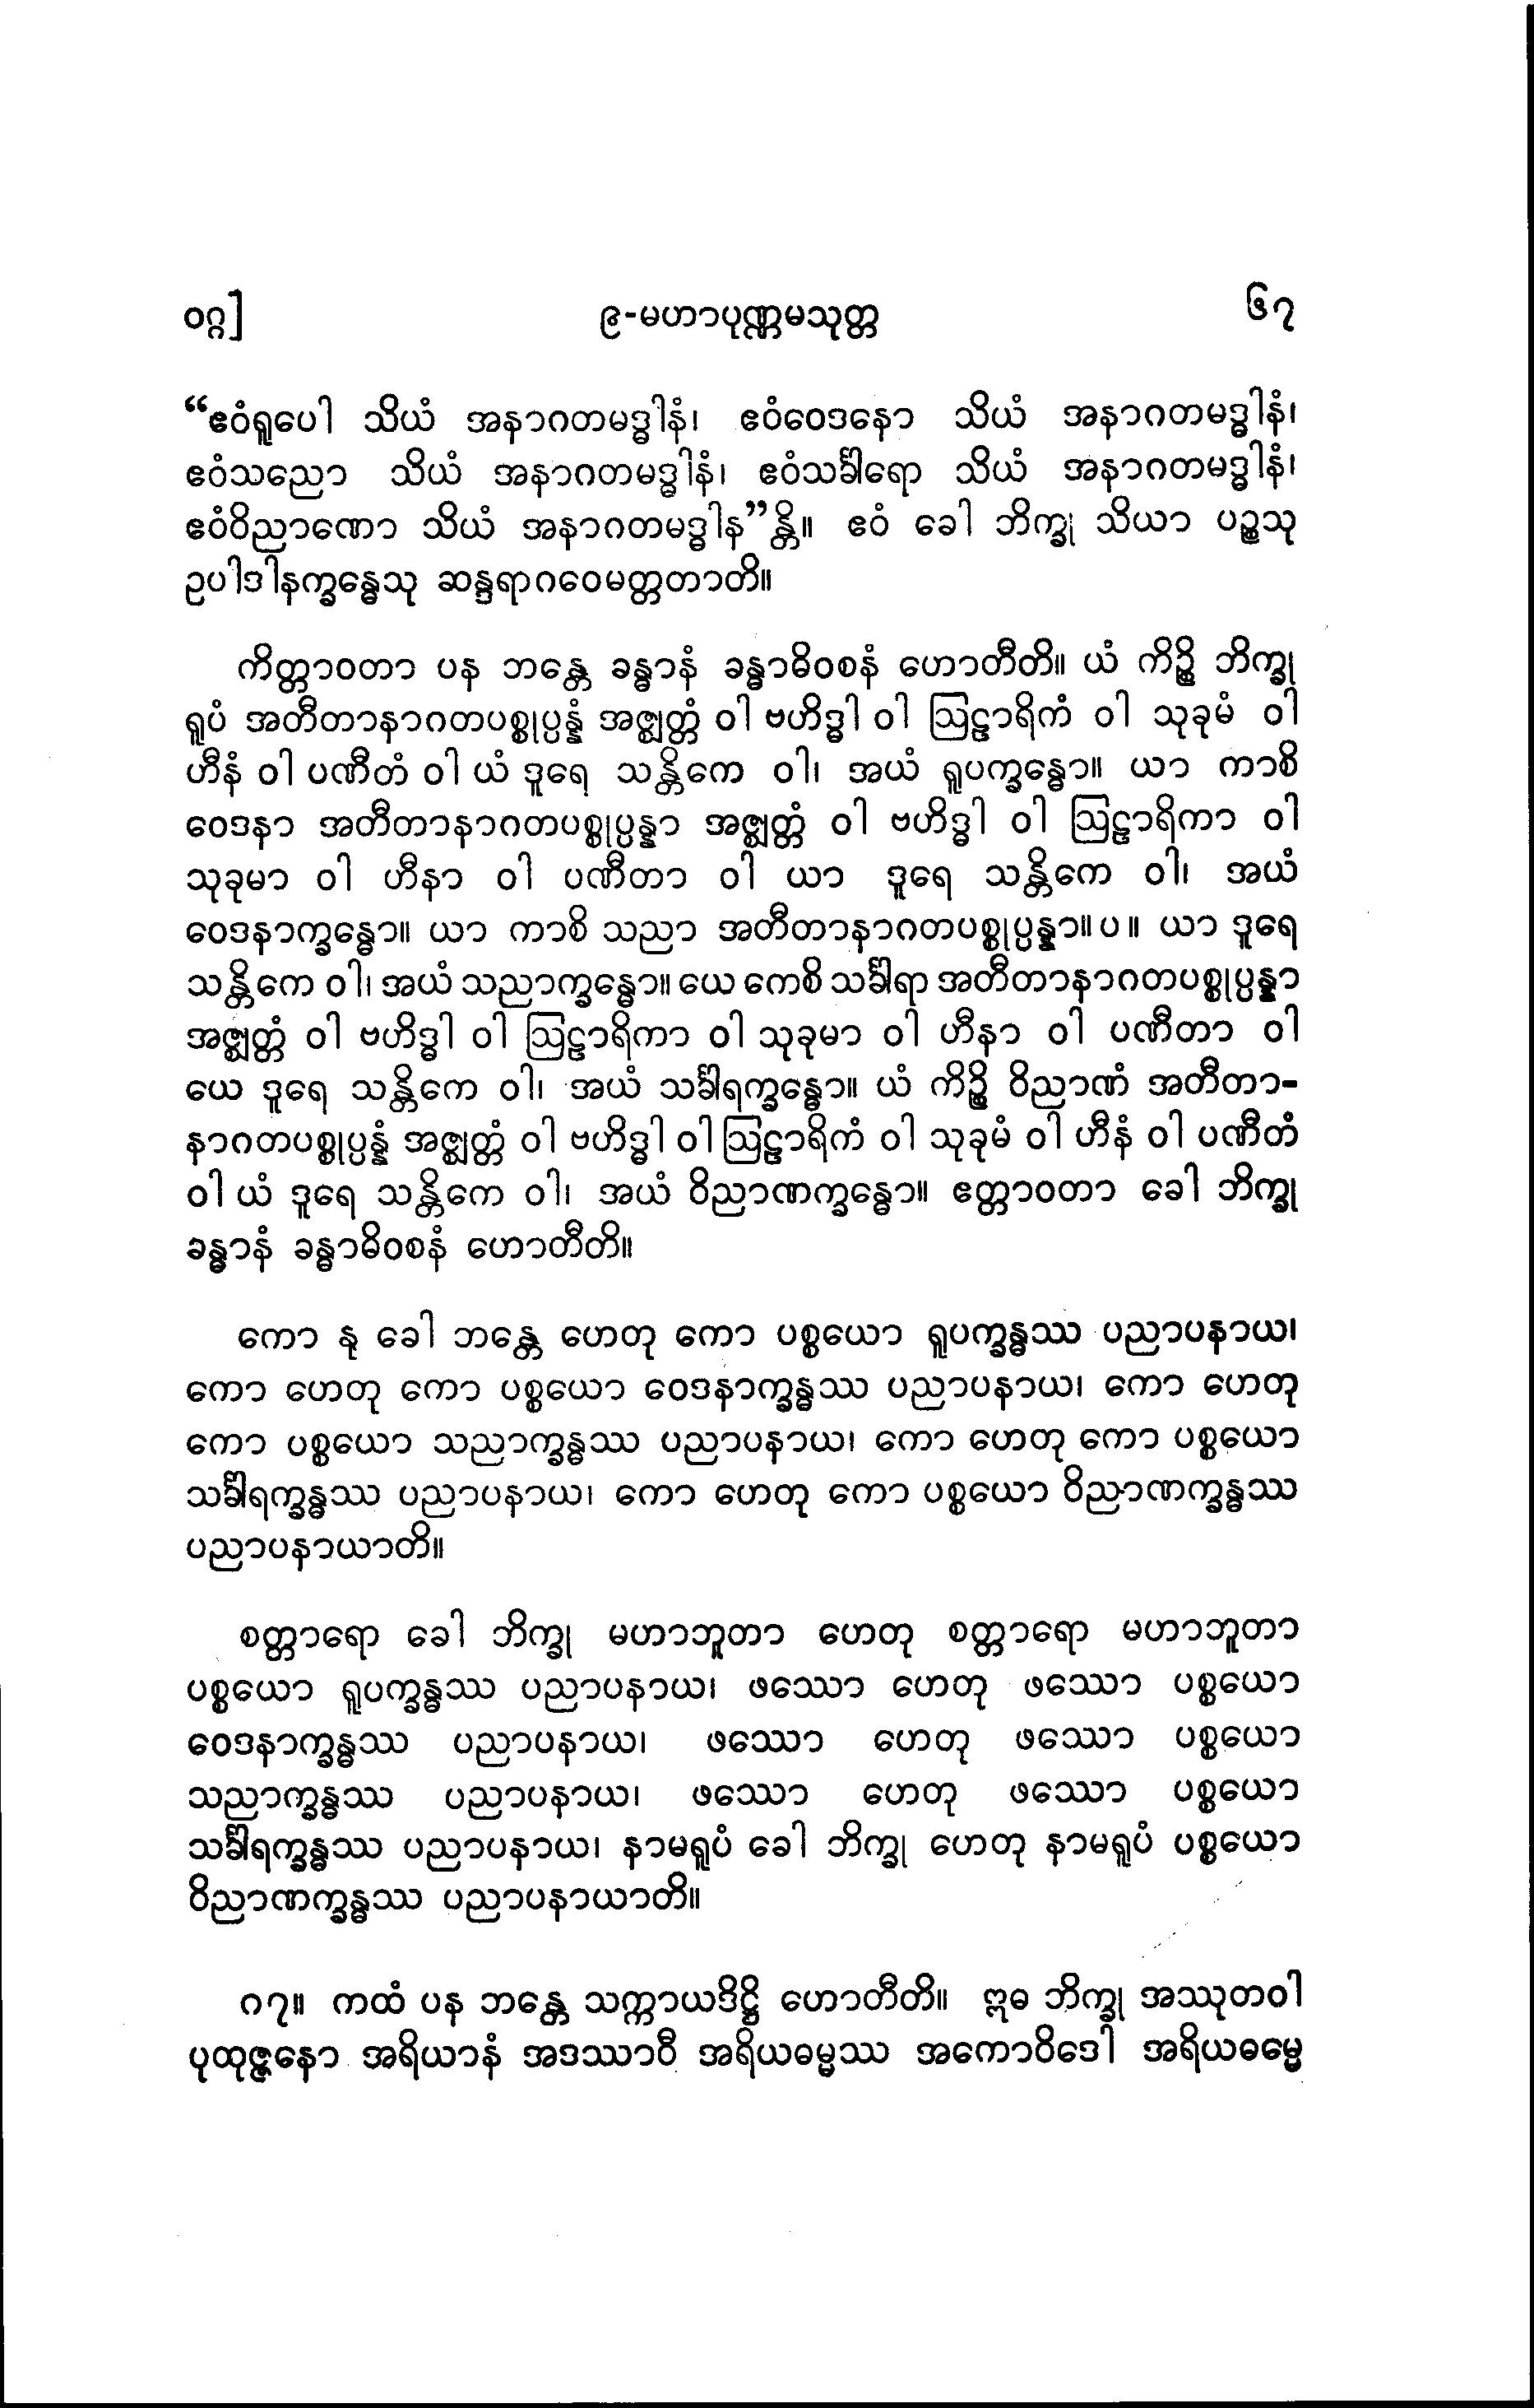 ဝဂ္ဂ]
၉-မဟာပုဏ္ဏမသုတ္တ
၆၇
“ဧဝံရူပေါ သိယံ အနာဂတမဒ္ဓါနံ၊ ဧဝံဝေဒနော သိယံ အနာဂတမဒ္ဓါနံ၊
ဧဝံသညော သိယံ အနာဂတမဒ္ဓါနံ၊ ဧဝံသင်္ခါရော သိယံ အနာဂတမဒ္ဓါနံ၊
ဧဝံဝိညာဏော သိယံ အနာဂတမဒ္ဓါန”န္တိ။ ဧဝံ ခေါ ဘိက္ခု သိယာ ပဉ္စသု
ဥပါဒါနက္ခန္ဓေသု ဆန္ဒရာဂဝေမတ္တတာတိ။
ကိတ္တာဝတာ ပန ဘန္တေ ခန္ဓာနံ ခန္ဓာဓိဝစနံ ဟောတီတိ။ ယံ ကိဉ္စိ ဘိက္ခု
ရူပံ အတီတာနာဂတပစ္စုပ္ပန္နံ အဇ္ဈတ္တံ ဝါ ဗဟိဒ္ဓါ ဝါ ဩဠာရိကံ ဝါ သုခုမံ ဝါ
ဟီနံ ဝါ ပဏီတံ ဝါ ယံ ဒူရေ သန္တိကေ ဝါ၊ အယံ ရူပက္ခန္ဓော။ ယာ ကာစိ
ဝေဒနာ အတီတာနာဂတပစ္စုပ္ပန္နာ အဇ္ဈတ္တံ ဝါ ဗဟိဒ္ဓါ ဝါ ဩဠာရိကာ ဝါ
သုခုမာ ဝါ ဟီနာ ဝါ ပဏီတာ ဝါ ယာ ဒူရေ သန္တိကေ ဝါ၊ အယံ
ဝေဒနာက္ခန္ဓော။ ယာ ကာစိ သညာ အတီတာနာဂတပစ္စုပ္ပန္နာ။ပ။ ယာ ဒူရေ
သန္တိကေ ဝါ၊ အယံ သညာက္ခန္ဓော။ ယေ ကေစိ သင်္ခါရာ အတီတာနာဂတပစ္စုပ္ပန္နာ
အဇ္ဈတ္တံ ဝါ ဗဟိဒ္ဓါ ဝါ ဩဠာရိကာ ဝါ သုခုမာ ဝါ ဟီနာ ဝါ ပဏီတာ ဝါ
ယေ ဒူရေ သန္တိကေ ဝါ၊ အယံ သင်္ခါရက္ခန္ဓော။ ယံ ကိဉ္စိ ဝိညာဏံ အတီတာ-
နာဂတပစ္စုပ္ပန္နံ အဇ္ဈတ္တံ ဝါ ဗဟိဒ္ဓါ ဝါ ဩဠာရိကံ ဝါ သုခုမံ ဝါ ဟီနံ ဝါ ပဏီတံ
ဝါ ယံ ဒူရေ သန္တိကေ ဝါ၊ အယံ ဝိညာဏက္ခန္ဓော။ ဧတ္တာဝတာ ခေါ ဘိက္ခု
ခန္ဓာနံ ခန္ဓာဓိဝစနံ ဟောတီတိ။
ကော နု ခေါ ဘန္တေ ဟေတု ကော ပစ္စယော ရူပက္ခန္ဓဿ ပညာပနာယ၊
ကော ဟေတု ကော ပစ္စယော ဝေဒနာက္ခန္ဓဿ ပညာပနာယ၊ ကော ဟေတု
ကော ပစ္စယော သညာက္ခန္ဓဿ ပညာပနာယ၊ ကော ဟေတု ကော ပစ္စယော
သင်္ခါရက္ခန္ဓဿ ပညာပနာယ၊ ကော ဟေတု ကော ပစ္စယော ဝိညာဏက္ခန္ဓဿ
ပညာပနာယာတိ။
စတ္တာရော ခေါ ဘိက္ခု မဟာဘူတာ ဟေတု စတ္တာရော မဟာဘူတာ
ပစ္စယော ရူပက္ခန္ဓဿ ပညာပနာယ၊ ဖဿော ဟေတု ဖဿော ပစ္စယော
ဝေဒနာက္ခန္ဓဿ ပညာပနာယ၊ ဖဿော ဟေတု ဖဿော ပစ္စယော
သညာက္ခန္ဓဿ ပညာပနာယ၊ ဖဿော ဟေတု ဖဿော ပစ္စယော
သင်္ခါရက္ခန္ဓဿ ပညာပနာယ၊ နာမရူပံ ခေါ ဘိက္ခု ဟေတု နာမရူပံ ပစ္စယော
ဝိညာဏက္ခန္ဓဿ ပညာပနာယာတိ။
၈၇။ ကထံ ပန ဘန္တေ သက္ကာယဒိဋ္ဌိ ဟောတီတိ။ ဣဓ ဘိက္ခု အဿုတဝါ
ပုထုဇ္ဇနော အရိယာနံ အဒဿာဝီ အရိယဓမ္မဿ အကောဝိဒေါ အရိယဓမ္မေ